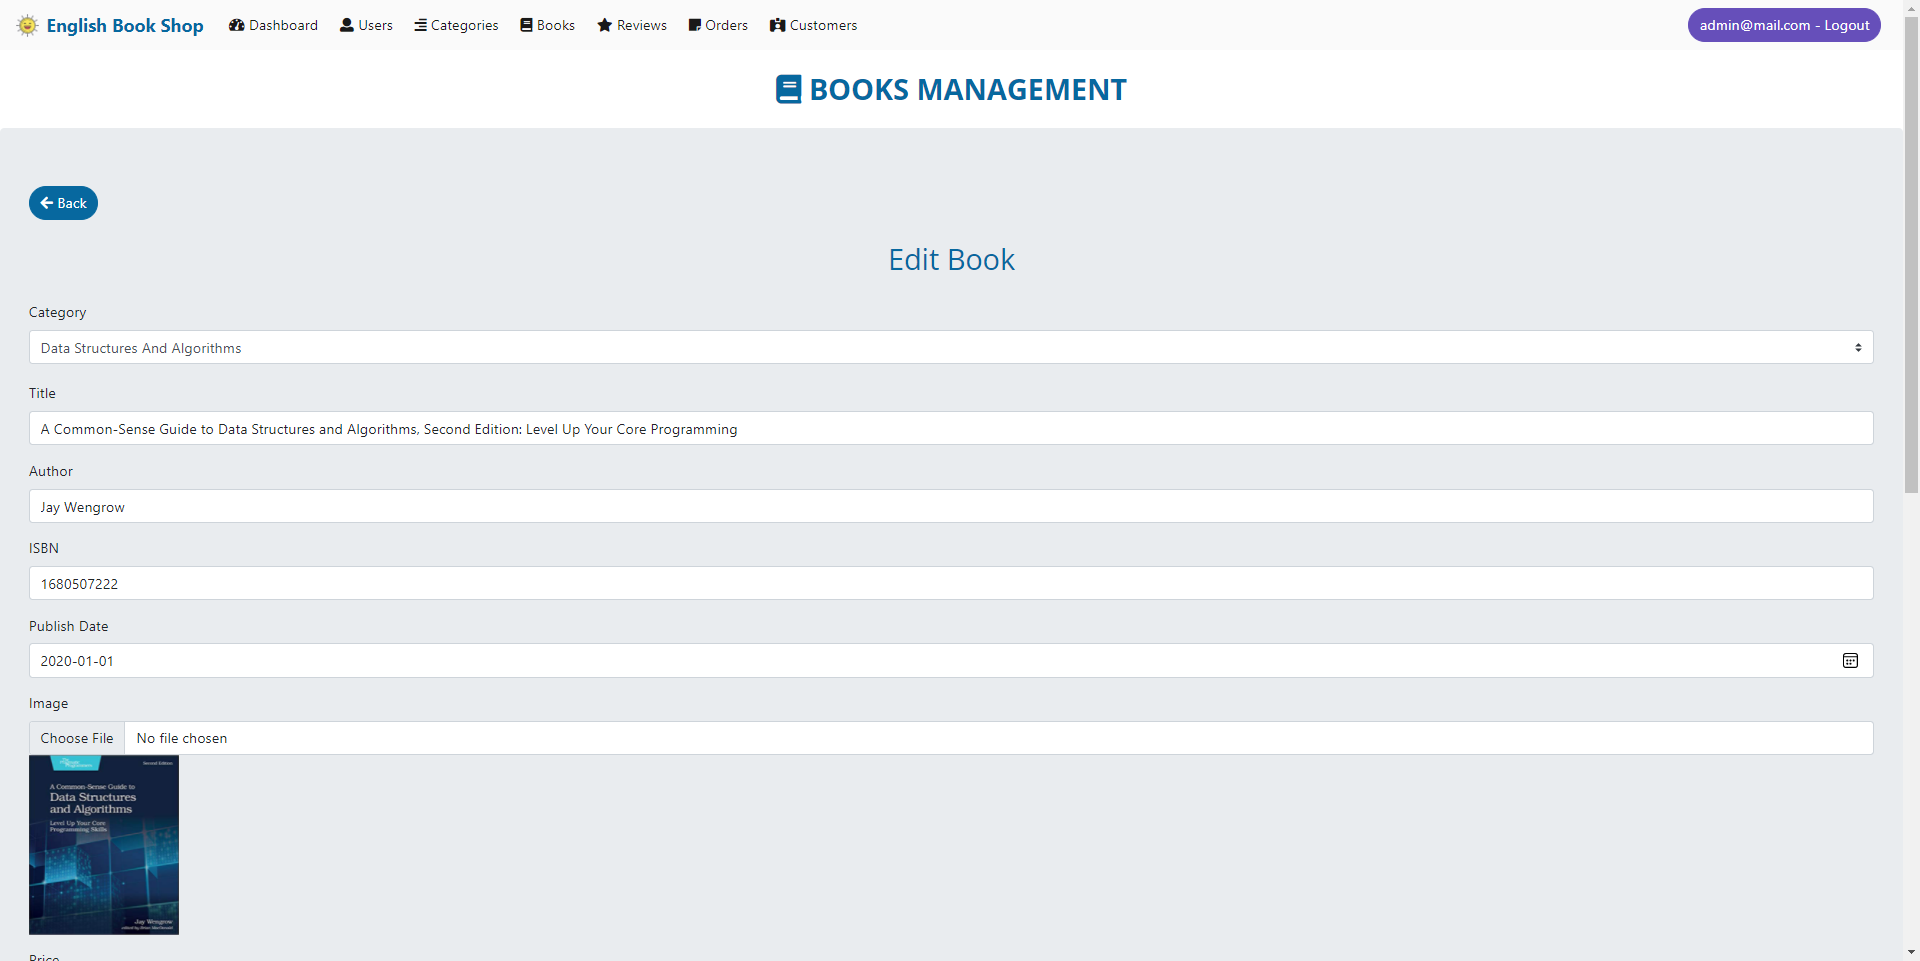 English Book Shop
Dashboard
Users
Categories
Books
Reviews
Orders
Customers
admin@mail.com - Logout
BOOKS MANAGEMENT
Back
Edit Book
Category
Data Structures And Algorithms
Title
A Common-Sense Guide to Data Structures and Algorithms, Second Edition: Level Up Your Core Programming
Author
Jay Wengrow
ISBN
1680507222
Publish Date
2020-01-01
Image
Choose File
No file chosen
Second Edition
A Common-Sense Guide to
Data Structures
and Algorithms
Level Up Your Core
Programming Skills
Jay Wengrow
Price